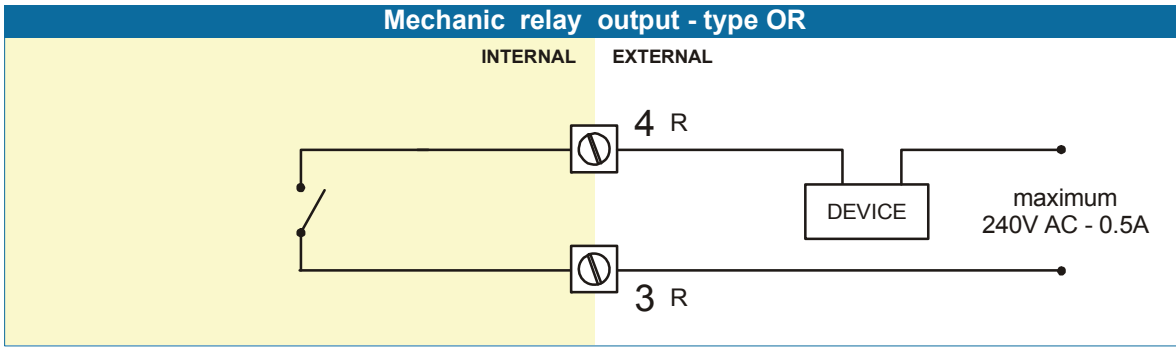 Mechanic relay output - type OR
INTERNAL EXTERNAL
4 R
DEVICE
maximum
240V AC - 0.5A
3 R